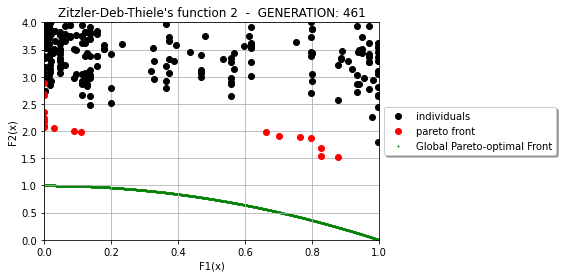 Zitzler-Deb-Thiele's function 2 - GENERATION: 461
4.0
3.5
3.0
2.5
2.0
1.5
1.0
0.5
0.0
F2(x)
0.0 0.2 0.4 0.6 0.8 1.0
F1(x)
individuals
pareto front
Global Pareto-optimal Front